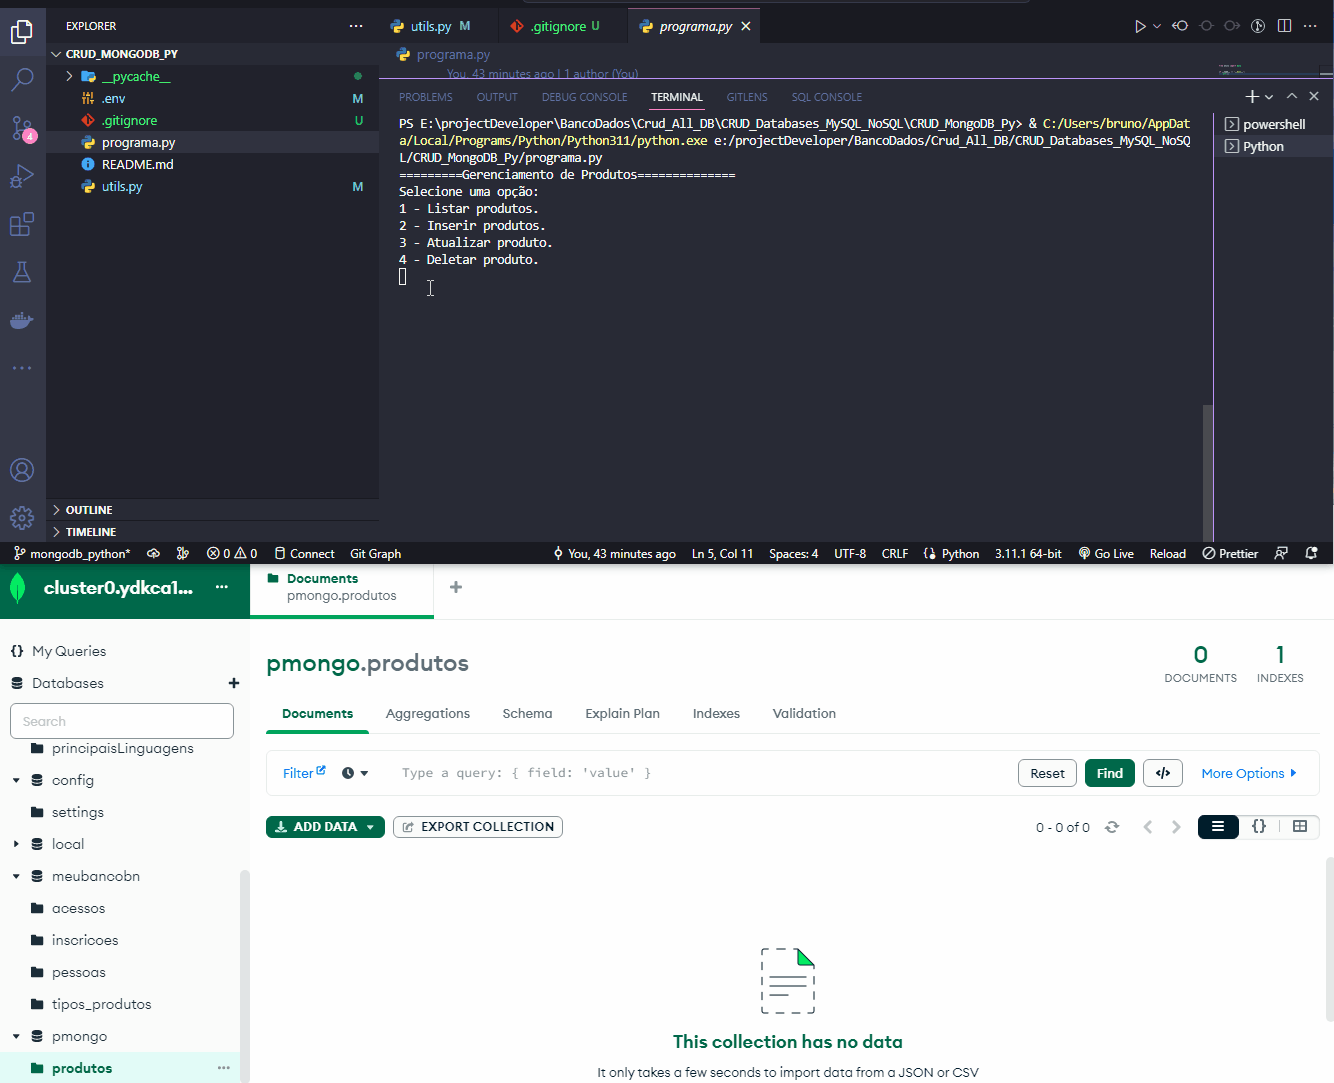 EXPLORER
CRUD_MONGODB_PY
__pycache__
.env M
.gitignore U
programa.py
README.md
utils.py M
OUTLINE
TIMELINE
4
utils.py M
.gitignore U
programa.py
programa.py
You, 43 minutes ago | 1 author (You)
PROBLEMS OUTPUT DEBUG CONSOLE TERMINAL GITLENS SQL CONSOLE
PS E:\projectDeveloper\BancoDados\Crud_All_DB\CRUD_Databases_MySQL_NoSQL\CRUD_MongoDB_Py> & C:/Users/bruno/AppDat
a/Local/Programs/Python/Python311/python.exe e:/projectDeveloper/BancoDados/Crud_All_DB/CRUD_Databases_MySQL_NoSQ
L/CRUD_MongoDB_Py/programa.py
=========Gerenciamento de Produtos==============
Selecione uma opção:
1 - Listar produtos.
2 - Inserir produtos.
3 - Atualizar produto.
4 - Deletar produto.
powershell
Python
mongodb_python* 0 0 Connect Git Graph You, 43 minutes ago Ln 5, Col 11 Spaces: 4 UTF-8 CRLF Python 3.11.1 64-bit Go Live Reload Prettier
cluster0.ydkca1...
My Queries
Databases
Search
principaisLinguagens
config
settings
local
meubancobn
acessos
inscricoes
pessoas
tipos_produtos
pmongo
produtos
Documents
pmongo.produtos
pmongo.produtos
0
DOCUMENTS
1
INDEXES
Documents Aggregations Schema Explain Plan Indexes Validation
Filter Type a query: { field: 'value' } Reset Find </> More Options
ADD DATA EXPORT COLLECTION 0 - 0 of 0 {}
This collection has no data
It only takes a few seconds to import data from a JSON or CSV